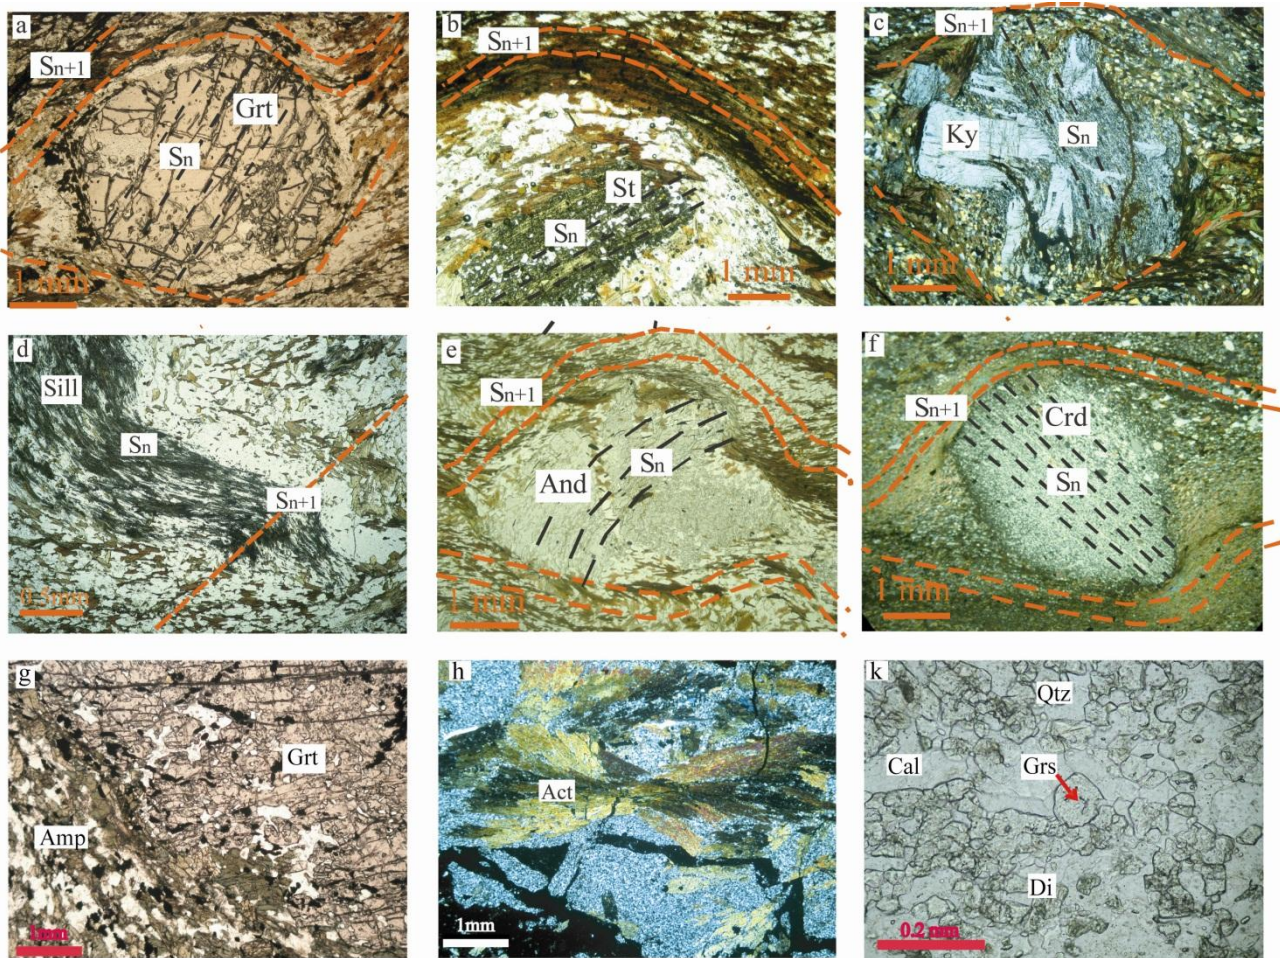 a
Sn+1
Grt
Sn
1 mm
b
Sn+1
St
Sn
1 mm
c
Sn+1
Ky
Sn
1 mm
d
Sill
Sn
Sn+1
0.5mm
e
Sn+1
And
Sn
1 mm
f
Sn+1
Crd
Sn
1 mm
g
Grt
Amp
1mm
h
Act
1mm
k
Qtz
Cal
Grs
Di
0.2 mm